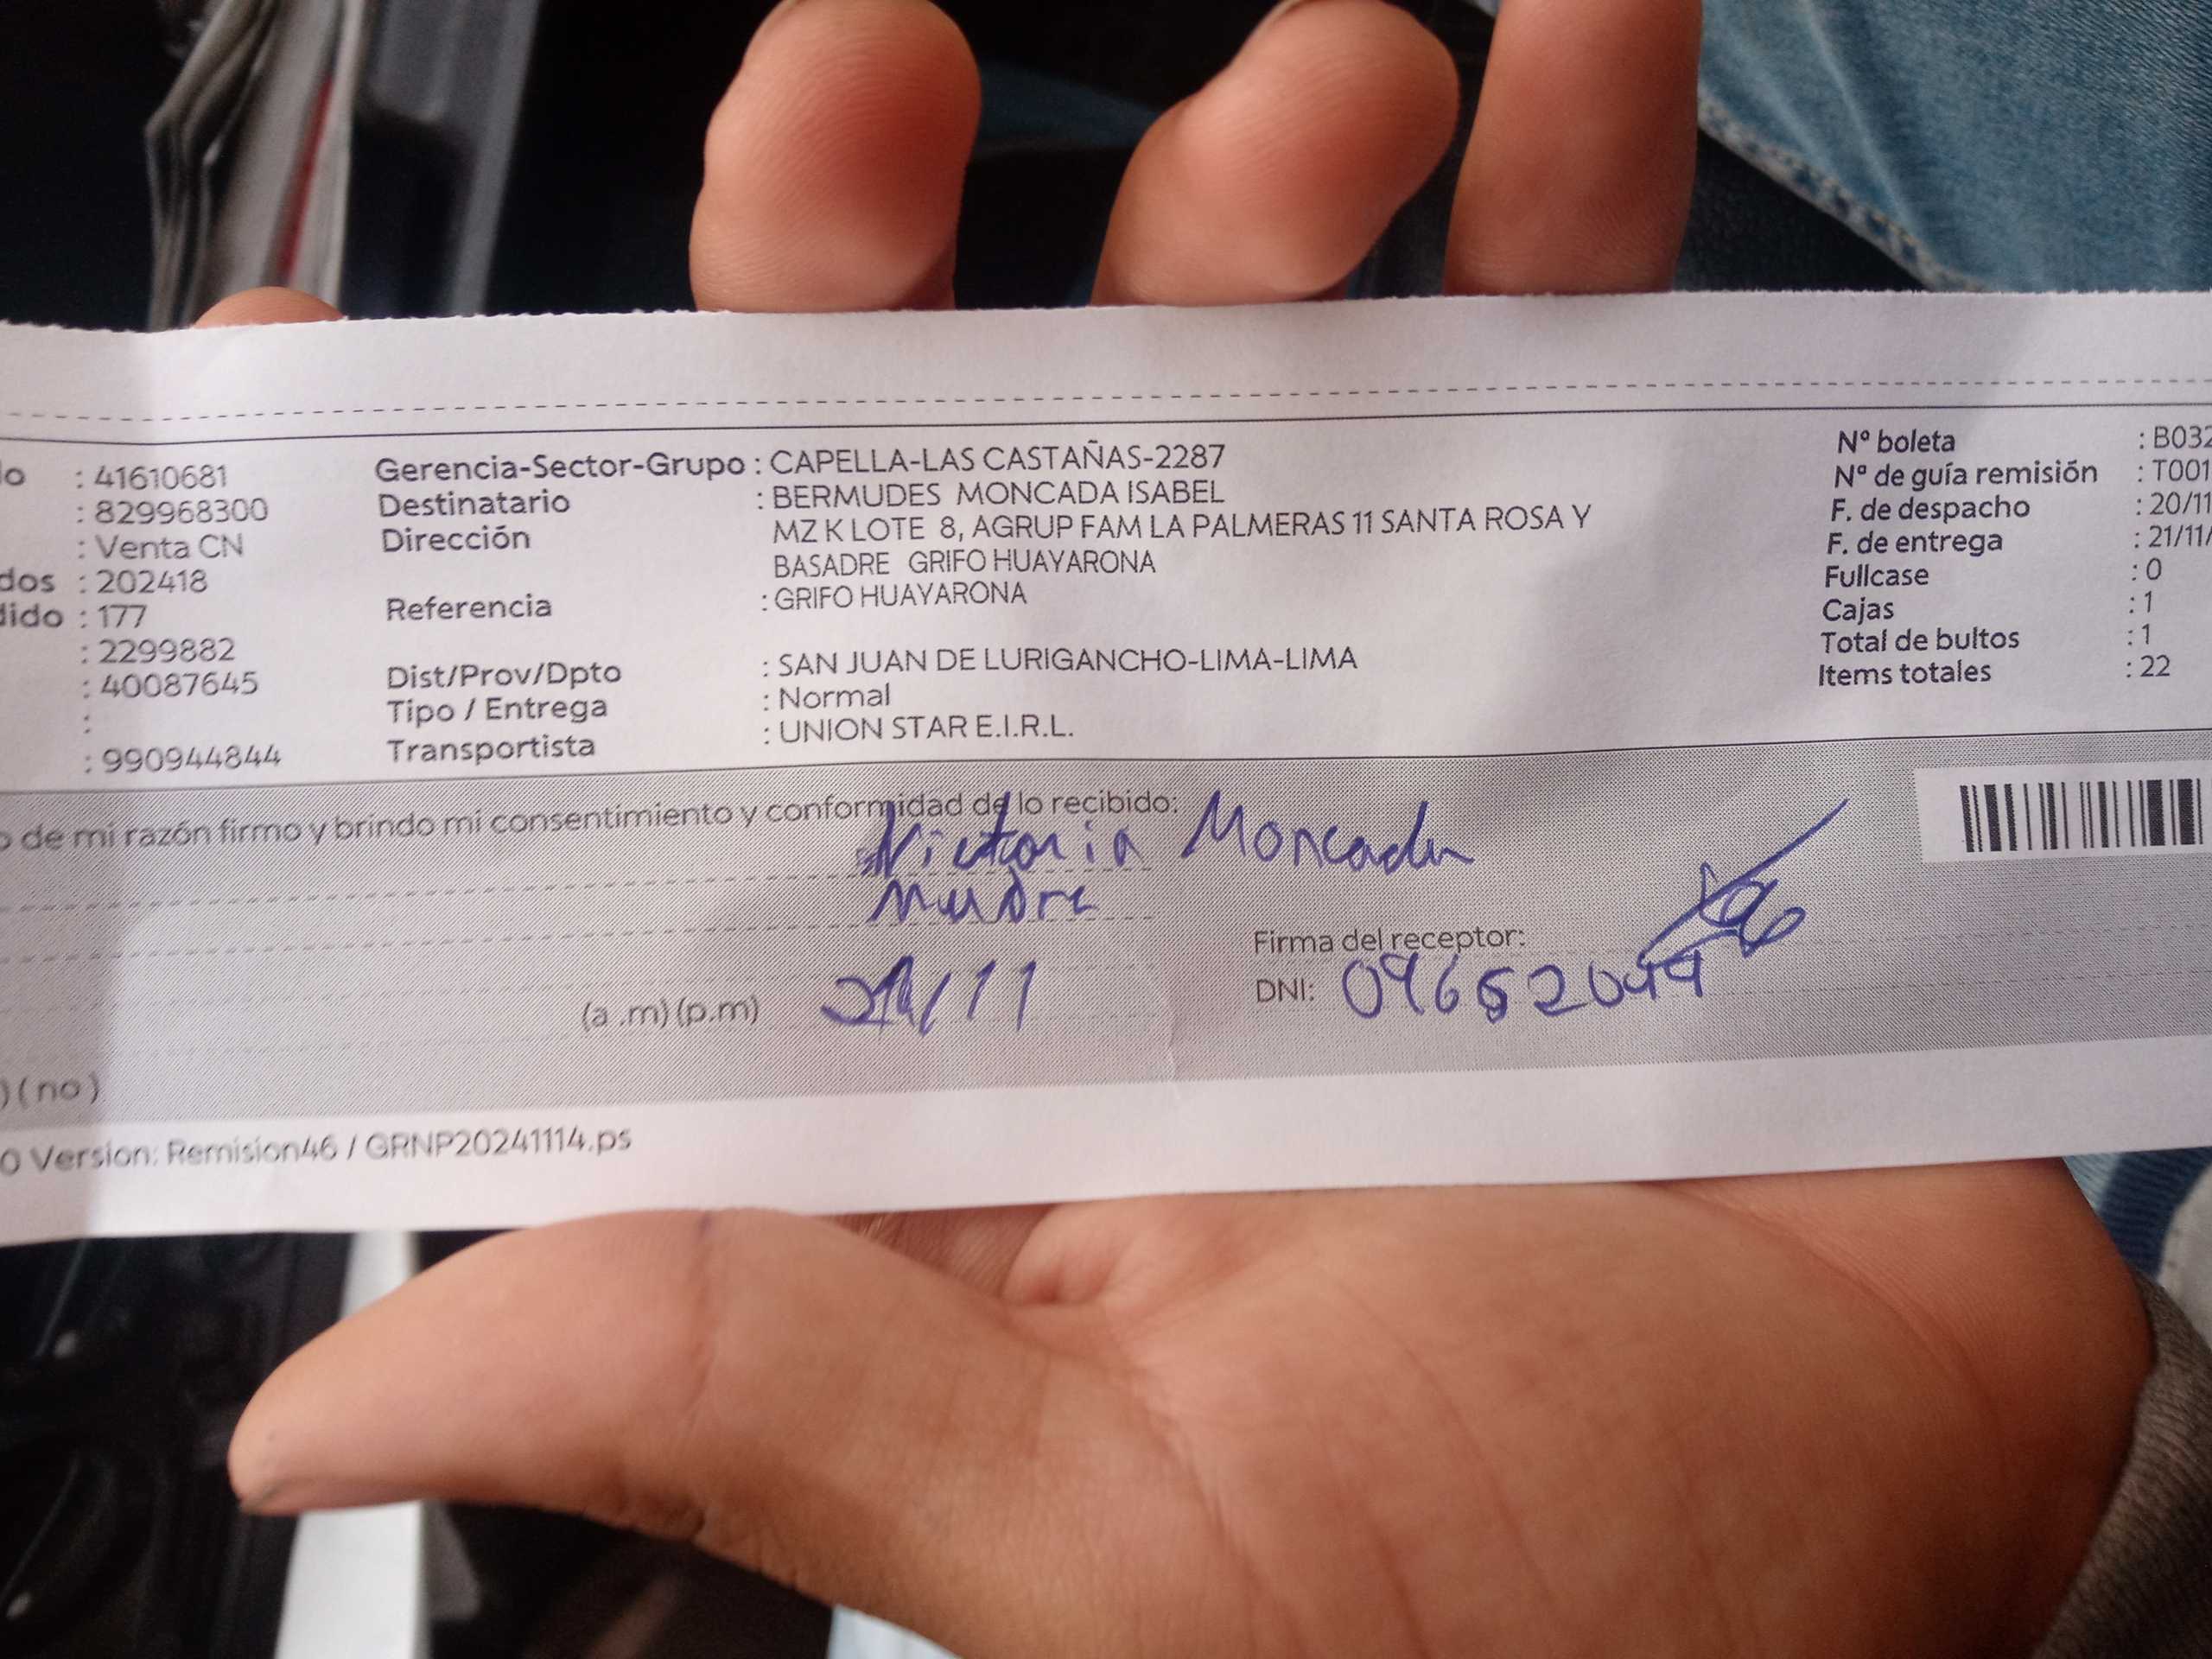 : 41610681
: 829968300
: Venta CN
dos : 202418
dido : 177
: 2299882
: 40087645
:
: 990944844
Gerencia-Sector-Grupo : CAPELLA-LAS CASTAÑAS-2287
Destinatario : BERMUDES MONCADA ISABEL
Dirección MZ K LOTE 8, AGRUP FAM LA PALMERAS 11 SANTA ROSA Y
BASADRE GRIFO HUAYARONA
Referencia : GRIFO HUAYARONA
Dist/Prov/Dpto : SAN JUAN DE LURIGANCHO-LIMA-LIMA
Tipo / Entrega : Normal
Transportista : UNION STAR E.I.R.L.
Nº boleta : B032
Nº de guía remisión : T001
F. de despacho : 20/11
F. de entrega : 21/11/
Fullcase : 0
Cajas : 1
Total de bultos : 1
Items totales : 22
o de mi razón firmo y brindo mi consentimiento y conformidad de lo recibido:
Victoria Moncada
Madre
Firma del receptor:
(a .m) (p.m) 21/11
DNI:
) ( no )
0 Version: Remision46 / GRNP20241114.ps